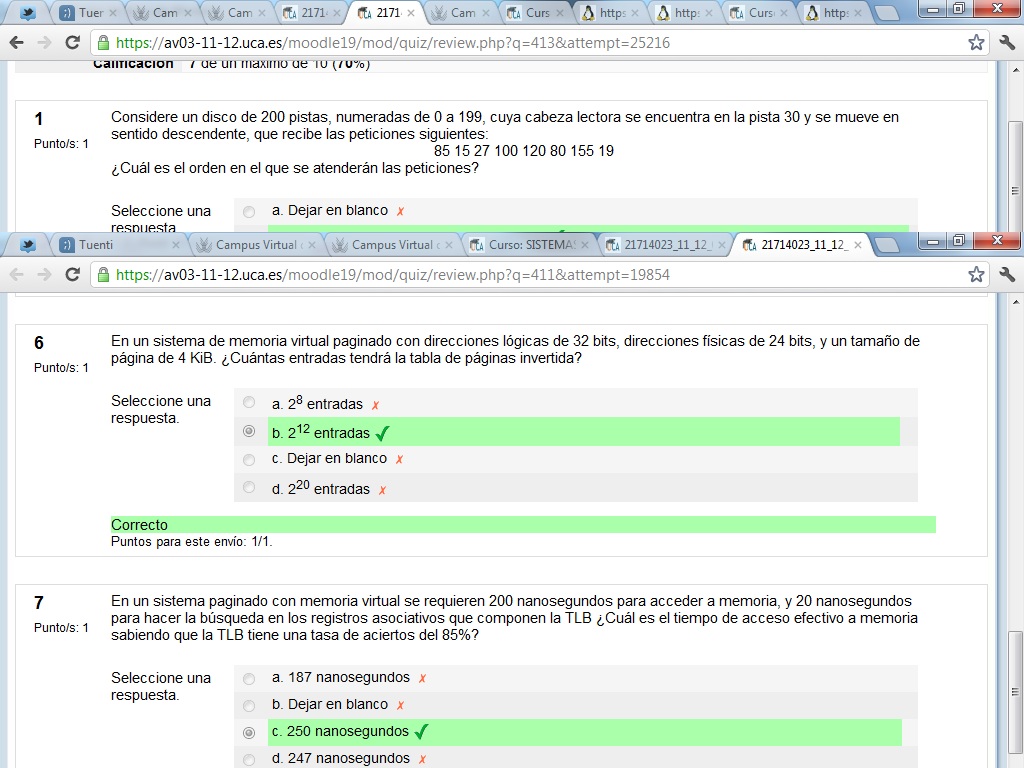 Tuer
Cam
Cam
2171
2171
Cam
Curs
https
https
Curs
https
https://av03-11-12.uca.es/moodle19/mod/quiz/review.php?q=413&attempt=25216
Calificación 7 de un máximo de 10 (70%)
1
Punto/s: 1
Considere un disco de 200 pistas, numeradas de 0 a 199, cuya cabeza lectora se encuentra en la pista 30 y se mueve en
sentido descendente, que recibe las peticiones siguientes:
85 15 27 100 120 80 155 19
¿Cuál es el orden en el que se atenderán las peticiones?
Seleccione una
respuesta
a. Dejar en blanco ✗
Tuenti
Campus Virtual
Campus Virtual
Curso: SISTEMAS
21714023_11_12_
21714023_11_12_
https://av03-11-12.uca.es/moodle19/mod/quiz/review.php?q=411&attempt=19854
6
Punto/s: 1
En un sistema de memoria virtual paginado con direcciones lógicas de 32 bits, direcciones físicas de 24 bits, y un tamaño de
página de 4 KiB. ¿Cuántas entradas tendrá la tabla de páginas invertida?
Seleccione una
respuesta.
a. 2⁸ entradas ✗
b. 2¹² entradas ✓
c. Dejar en blanco ✗
d. 2²⁰ entradas ✗
Correcto
Puntos para este envío: 1/1.
7
Punto/s: 1
En un sistema paginado con memoria virtual se requieren 200 nanosegundos para acceder a memoria, y 20 nanosegundos
para hacer la búsqueda en los registros asociativos que componen la TLB ¿Cuál es el tiempo de acceso efectivo a memoria
sabiendo que la TLB tiene una tasa de aciertos del 85%?
Seleccione una
respuesta.
a. 187 nanosegundos ✗
b. Dejar en blanco ✗
c. 250 nanosegundos ✓
d. 247 nanosegundos ✗